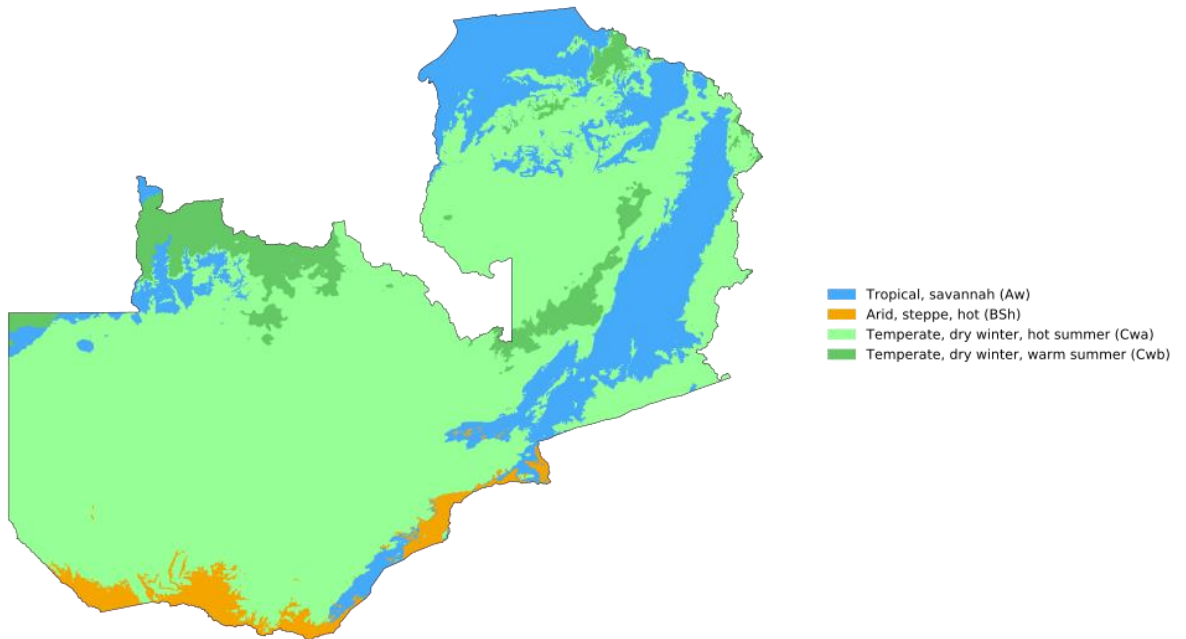 Tropical, savannah (Aw)
Arid, steppe, hot (BSh)
Temperate, dry winter, hot summer (Cwa)
Temperate, dry winter, warm summer (Cwb)